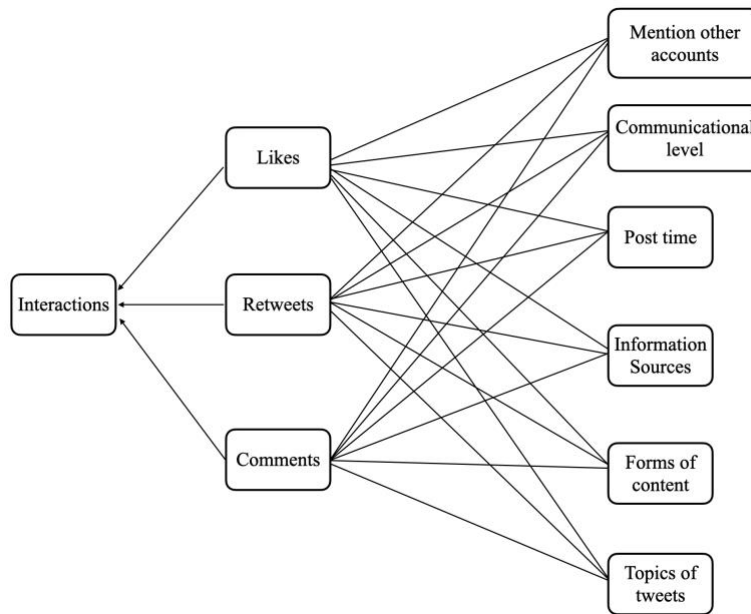 Mention other
accounts
Communicational
level
Likes
Post time
Interactions
Retweets
Information
Sources
Comments
Forms of
content
Topics of
tweets